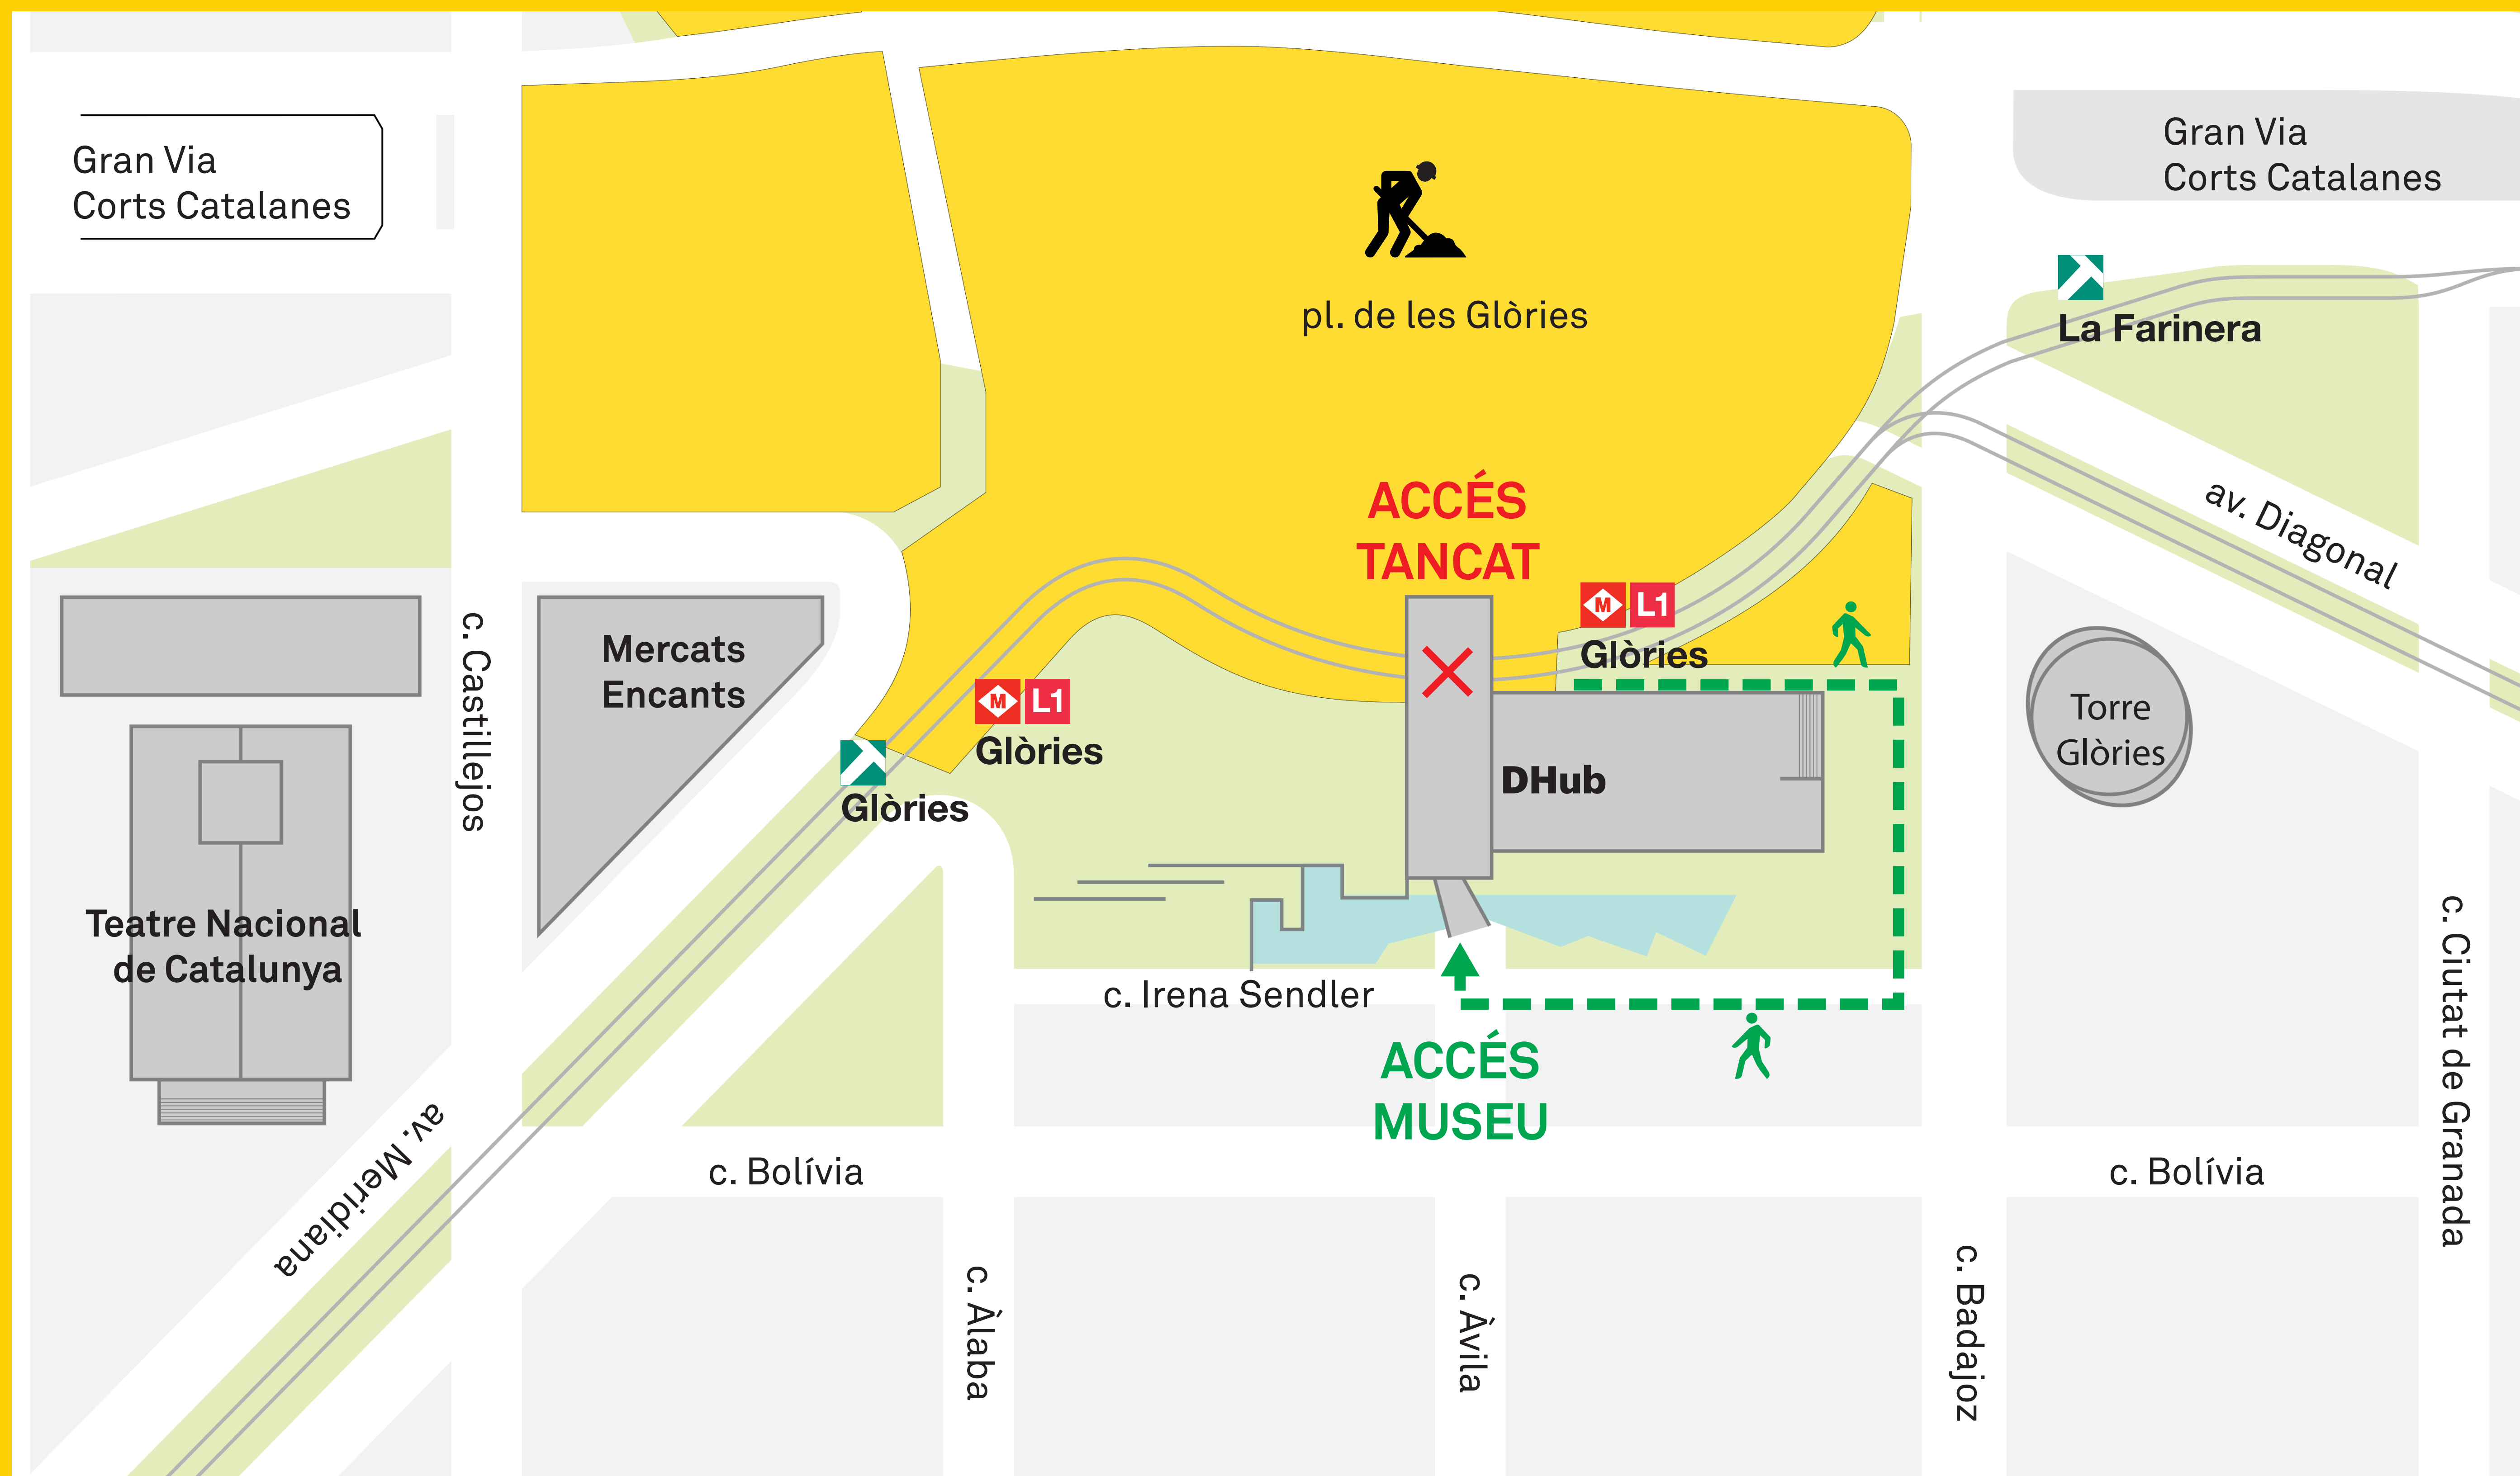 Gran Via
Corts Catalanes
Gran Via
Corts Catalanes
pl. de les Glòries
La Farinera
av. Diagonal
ACCÉS
TANCAT
M L1
Glòries
c. Castillejos
Mercats
Encants
M L1
Glòries
Glòries
DHub
Torre
Glòries
Teatre Nacional
de Catalunya
c. Irena Sendler
ACCÉS
MUSEU
c. Ciutat de Granada
av. Meridiana
c. Bolívia
c. Bolívia
c. Àlaba
c. Àvila
c. Badajoz